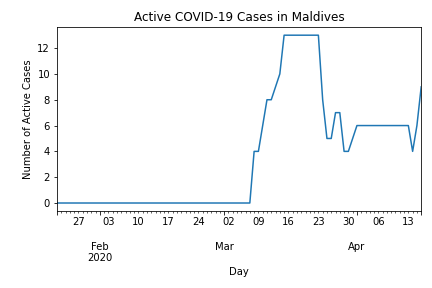 Active COVID-19 Cases in Maldives
Number of Active Cases
12
10
8
6
4
2
0
27 03 10 17 24 02 09 16 23 30 06 13
Feb Mar Apr
2020
Day